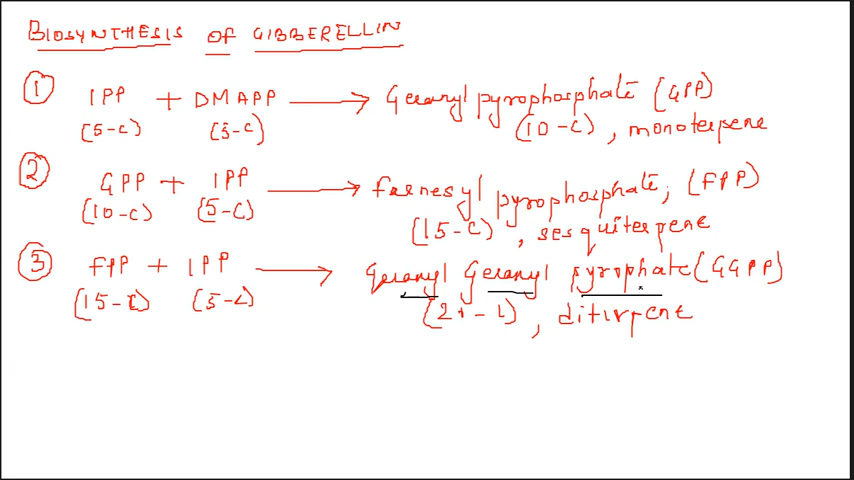 BIOSYNTHESIS OF GIBBERELLIN
① IPP + DMAPP → Geranyl pyrophosphate (GPP)
(5-C) (5-C) (10-C), monoterpene
② GPP + IPP → farnesyl pyrophosphate, (FPP)
(10-C) (5-C) (15-C), sesquiterpene
③ FPP + IPP → Geranyl Geranyl pyrophate (GGPP)
(15-C) (5-C) diterpene